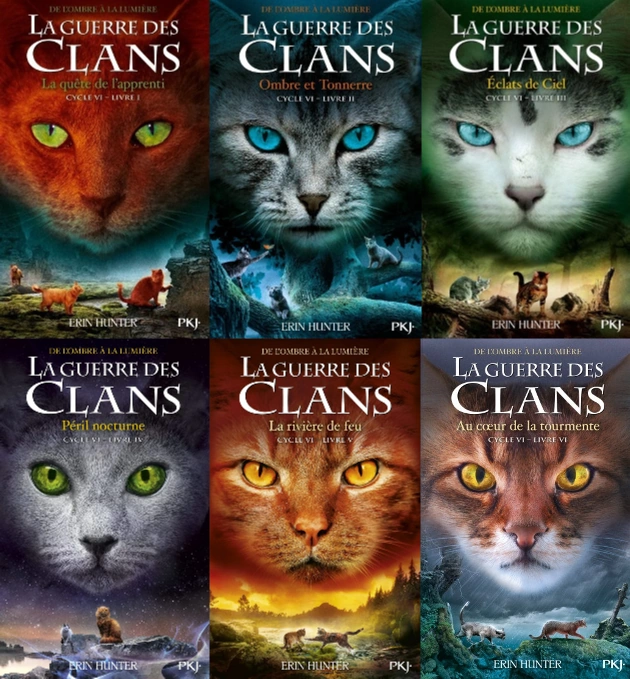 DE L'OMBRE À LA LUMIÈRE
LA GUERRE DES
CLANS
La quête de l'apprenti
CYCLE VI – LIVRE I
ERIN HUNTER
PKJ·
DE L'OMBRE À LA LUMIÈRE
LA GUERRE DES
CLANS
Ombre et Tonnerre
CYCLE VI – LIVRE II
ERIN HUNTER
PKJ·
DE L'OMBRE À LA LUMIÈRE
LA GUERRE DES
CLANS
Éclats de Ciel
CYCLE VI – LIVRE III
ERIN HUNTER
PKJ·
DE L'OMBRE À LA LUMIÈRE
LA GUERRE DES
CLANS
Péril nocturne
CYCLE VI – LIVRE IV
ERIN HUNTER
PKJ·
DE L'OMBRE À LA LUMIÈRE
LA GUERRE DES
CLANS
La rivière de feu
CYCLE VI – LIVRE V
ERIN HUNTER
PKJ·
DE L'OMBRE À LA LUMIÈRE
LA GUERRE DES
CLANS
Au cœur de la tourmente
CYCLE VI – LIVRE VI
ERIN HUNTER
PKJ·